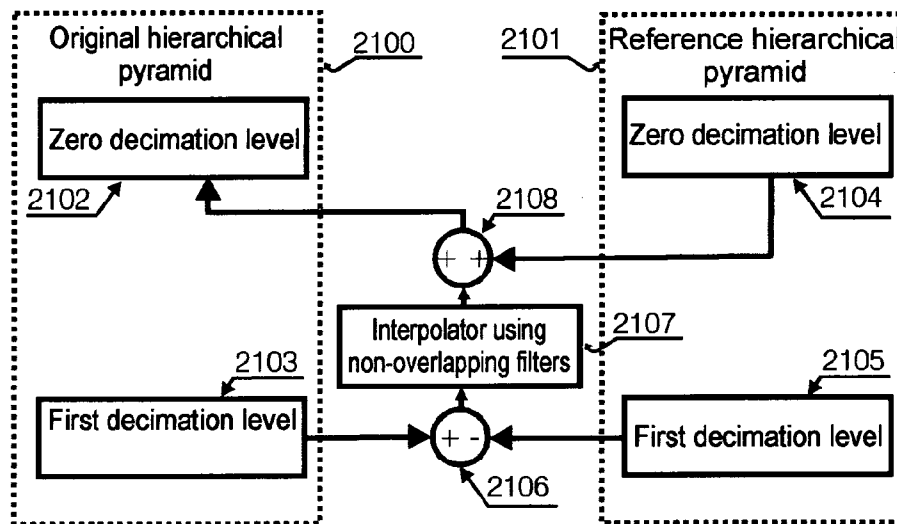 Original hierarchical
pyramid
2100
2101
Reference hierarchical
pyramid
Zero decimation level
Zero decimation level
2102
2108
2104
+ +
Interpolator using
non-overlapping filters
2107
2103
2105
First decimation level
+ -
First decimation level
2106